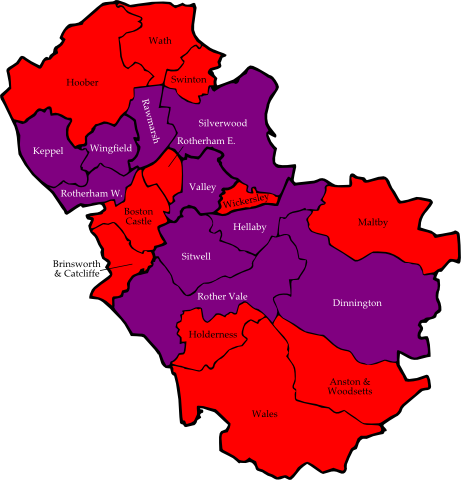 Wath
Hoober
Swinton
Rawmarsh
Silverwood
Rotherham E.
Keppel
Wingfield
Rotherham W.
Valley
Wickersley
Boston
Castle
Hellaby
Maltby
Brinsworth
& Catcliffe
Sitwell
Rother Vale
Dinnington
Holderness
Anston &
Woodsetts
Wales